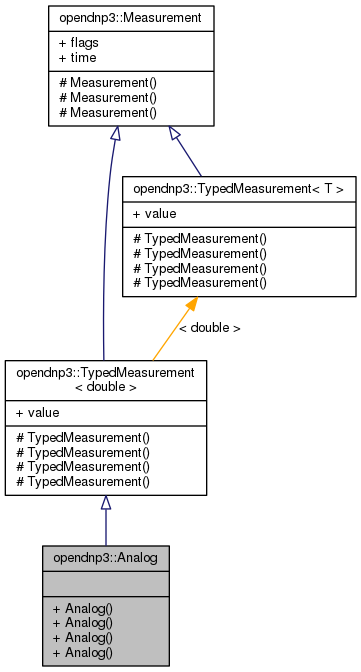 opendnp3::Measurement
+ flags
+ time
# Measurement()
# Measurement()
# Measurement()
opendnp3::TypedMeasurement< T >
+ value
# TypedMeasurement()
# TypedMeasurement()
# TypedMeasurement()
# TypedMeasurement()
< double >
opendnp3::TypedMeasurement
< double >
+ value
# TypedMeasurement()
# TypedMeasurement()
# TypedMeasurement()
# TypedMeasurement()
opendnp3::Analog
+ Analog()
+ Analog()
+ Analog()
+ Analog()